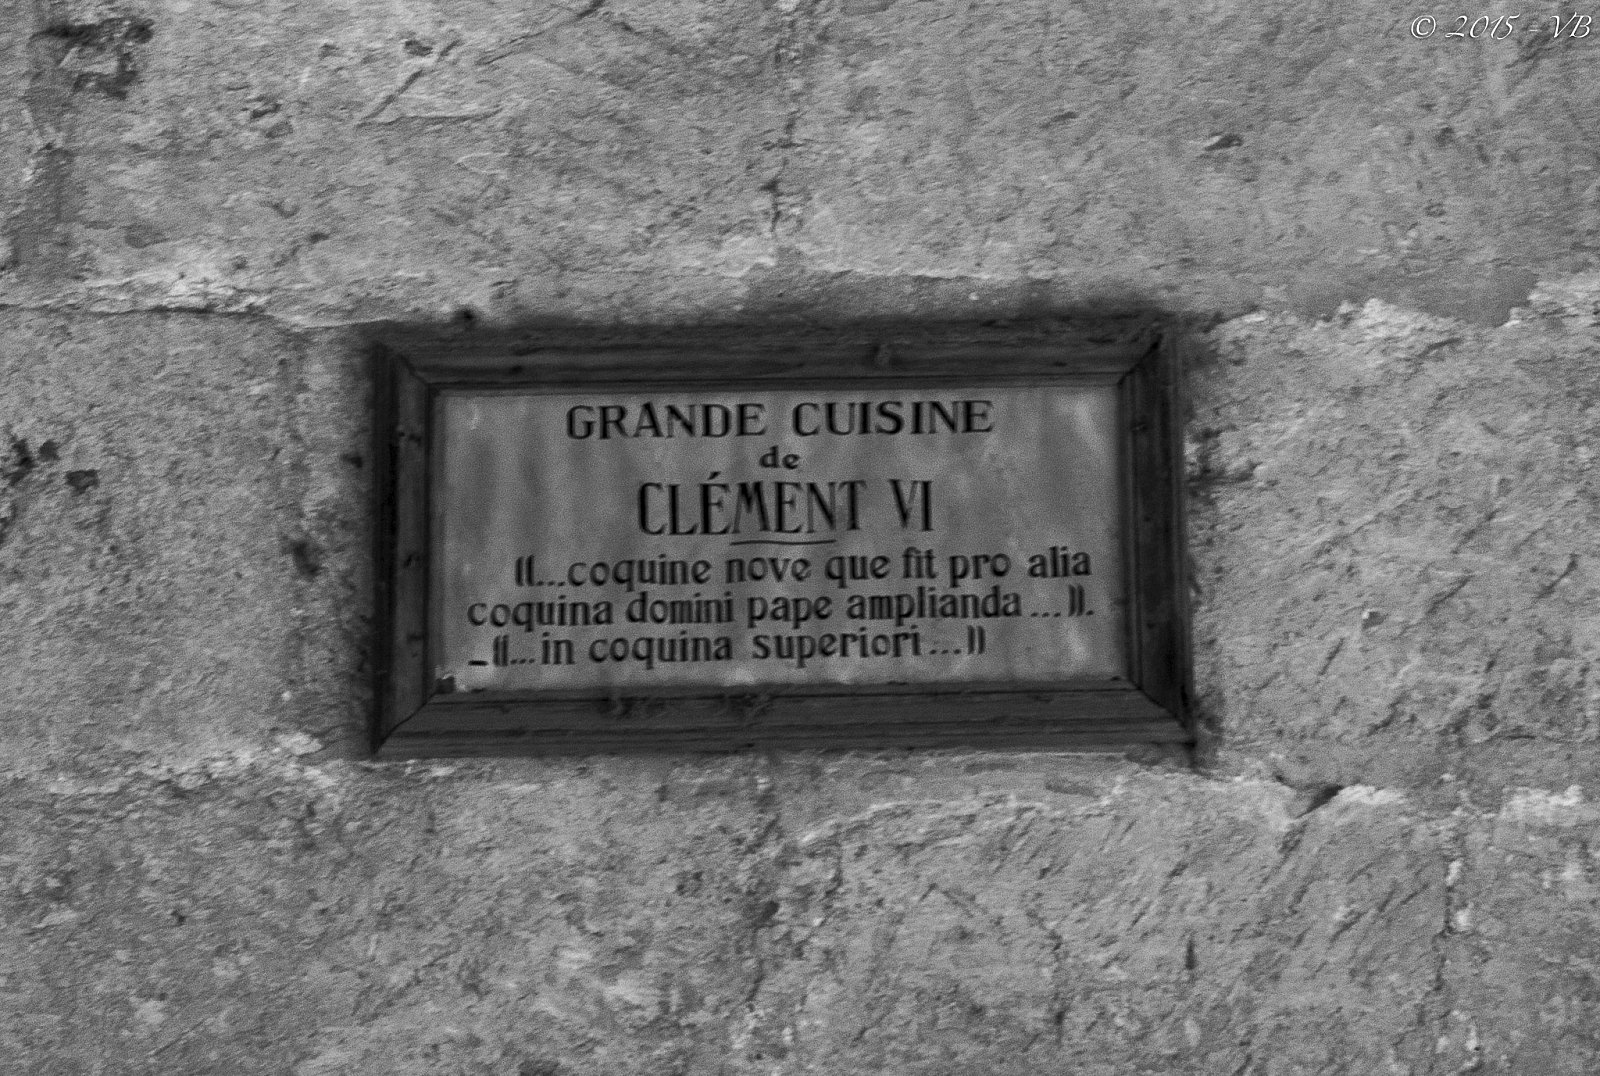 © 2015 - VB
GRANDE CUISINE
de
CLÉMENT VI
((...coquine nove que fit pro alia
coquina domini pape amplianda...)).
_((...in coquina superiori...))